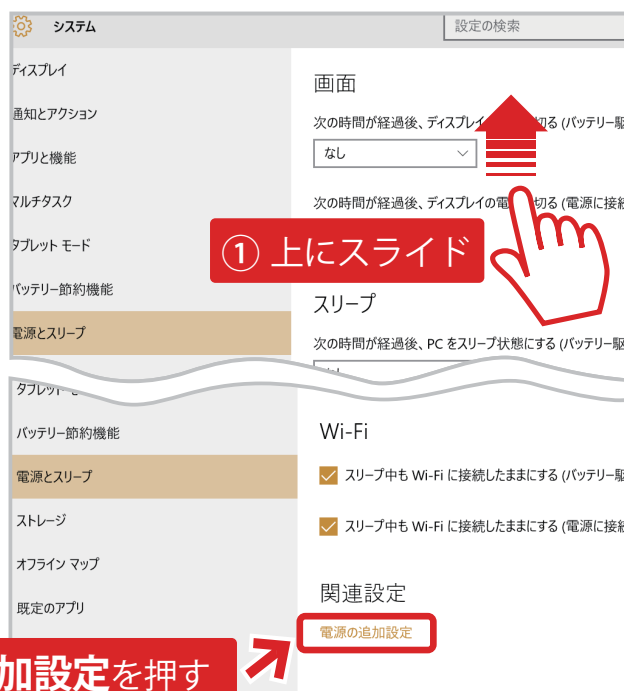 システム
設定の検索
ディスプレイ
通知とアクション
アプリと機能
マルチタスク
タブレット モード
バッテリー節約機能
電源とスリープ
画面
次の時間が経過後、ディスプレイ 切る (バッテリー駆
なし
次の時間が経過後、ディスプレイの電 切る (電源に接続
① 上にスライド
スリープ
次の時間が経過後、PC をスリープ状態にする (バッテリー駆
バッテリー節約機能
電源とスリープ
ストレージ
オフライン マップ
既定のアプリ
Wi-Fi
スリープ中も Wi-Fi に接続したままにする (バッテリー駆
スリープ中も Wi-Fi に接続したままにする (電源に接続
関連設定
電源の追加設定
加設定を押す